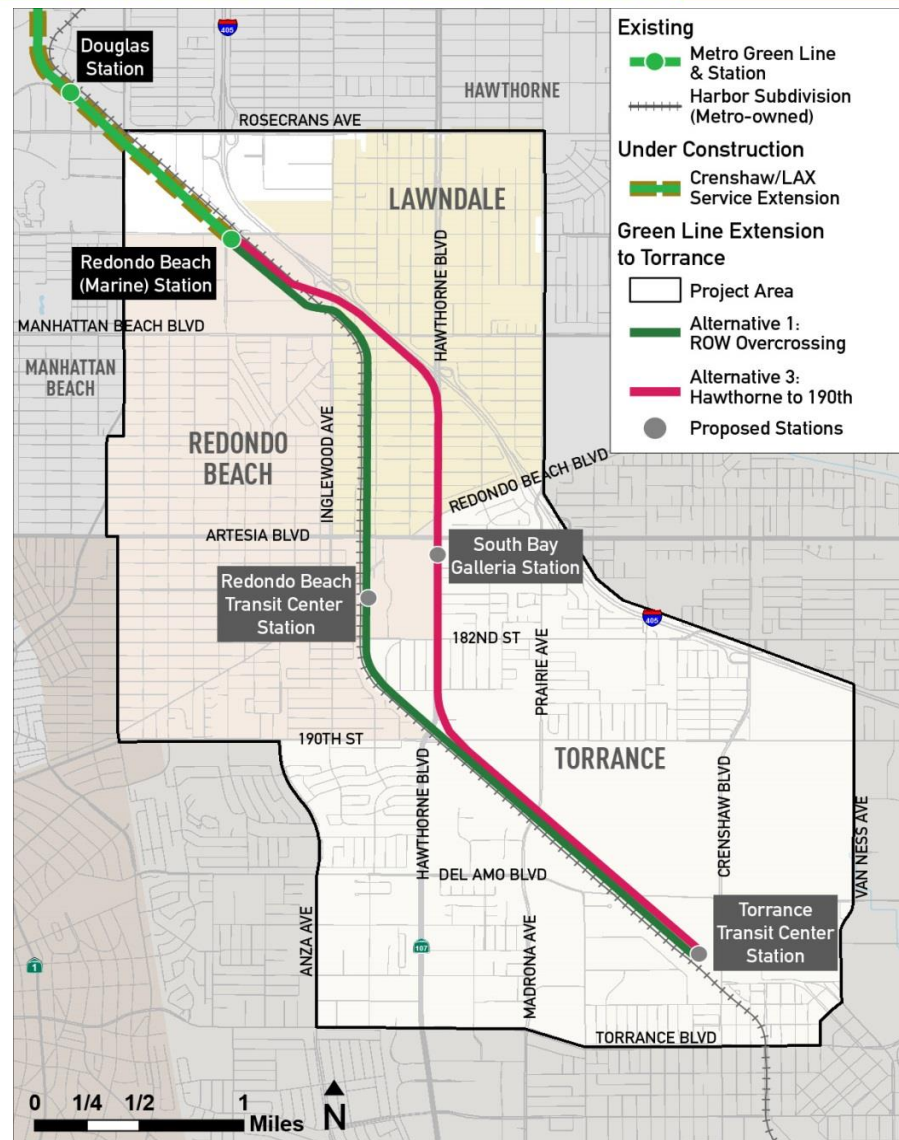 Douglas
Station
405
HAWTHORNE
ROSECRANS AVE
LAWNDALE
HAWTHORNE BLVD
Redondo Beach
(Marine) Station
MANHATTAN BEACH BLVD
MANHATTAN
BEACH
REDONDO
BEACH
INGLEWOOD AVE
REDONDO BEACH BLVD
ARTESIA BLVD
South Bay
Galleria Station
Redondo Beach
Transit Center
Station
405
182ND ST
PRAIRIE AVE
190TH ST
TORRANCE
HAWTHORNE BLVD
CRENSHAW BLVD
VAN NESS AVE
DEL AMO BLVD
ANZA AVE
107
MADRONA AVE
Torrance
Transit Center
Station
1
TORRANCE BLVD
0 1/4 1/2 1
Miles
N
Existing
Metro Green Line
& Station
Harbor Subdivision
(Metro-owned)
Under Construction
Crenshaw/LAX
Service Extension
Green Line Extension
to Torrance
Project Area
Alternative 1:
ROW Overcrossing
Alternative 3:
Hawthorne to 190th
Proposed Stations